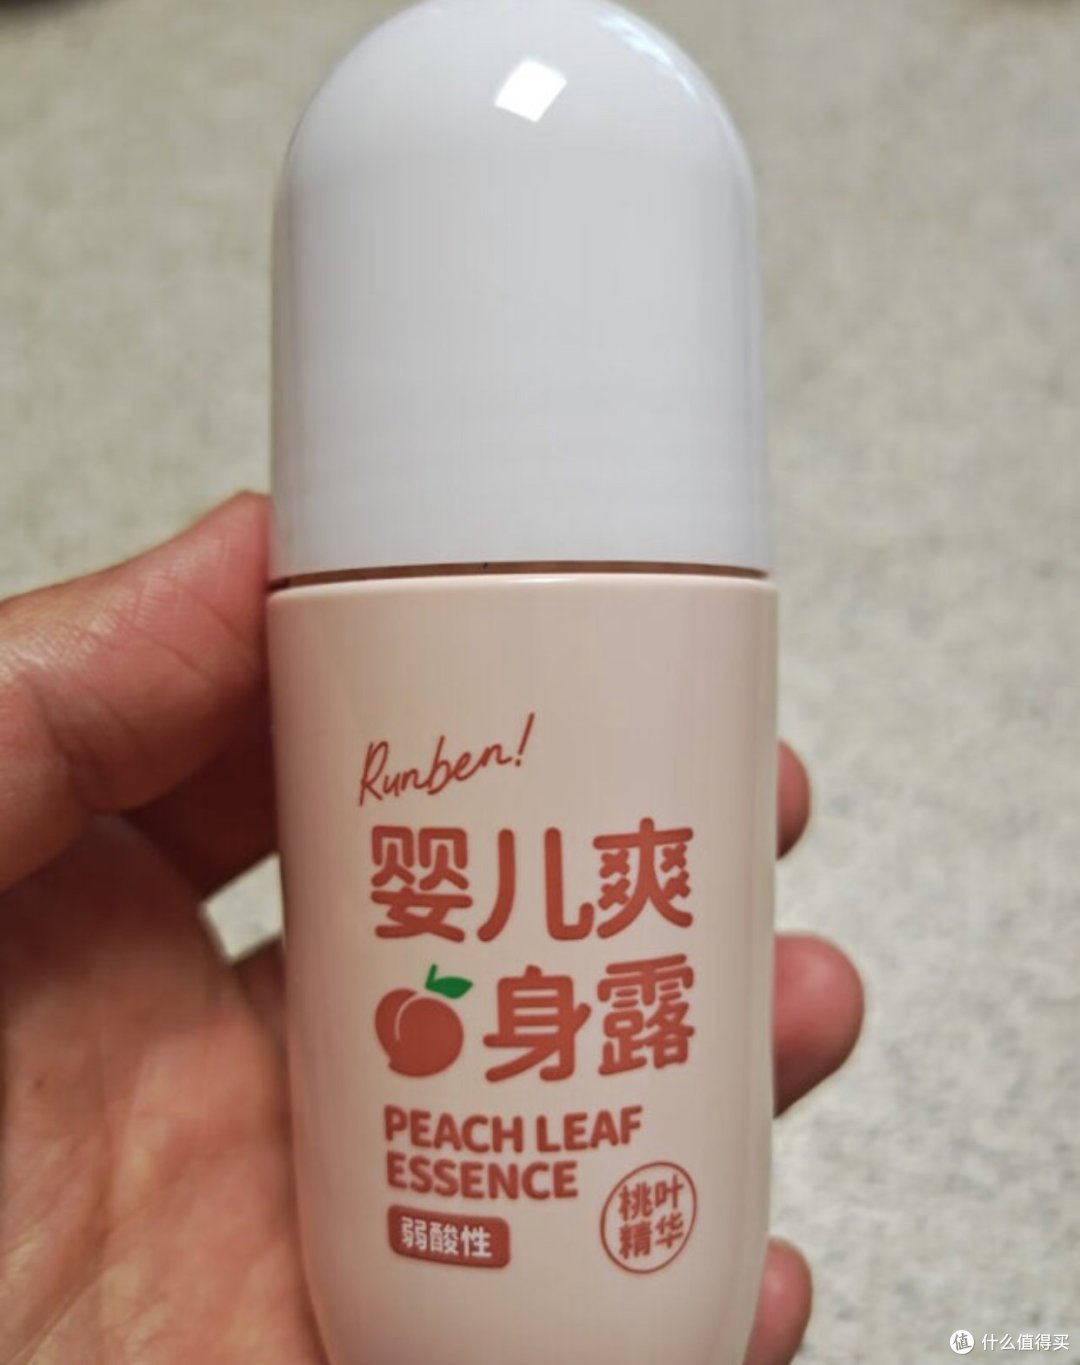 Runben!
婴儿爽
身露
PEACH LEAF
ESSENCE
弱酸性
桃叶
精华
值 什么值得买